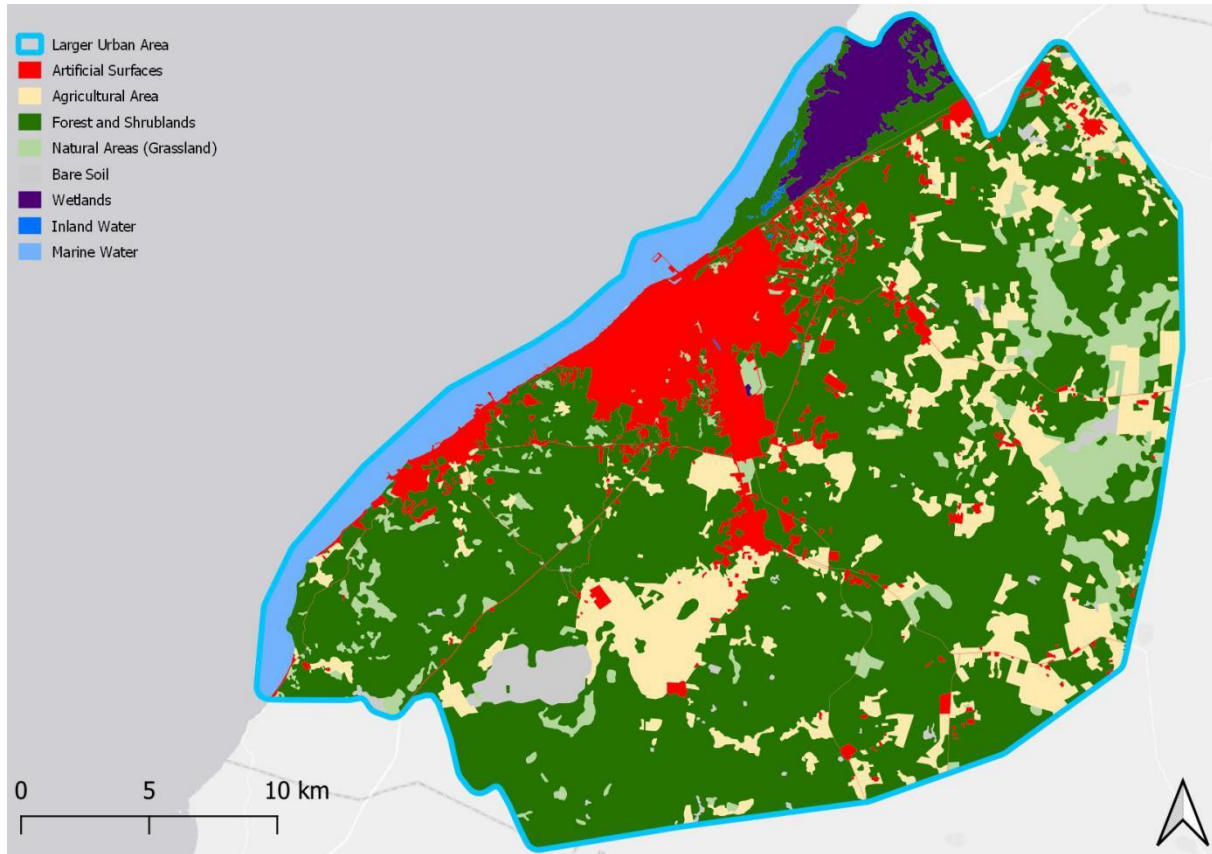 Larger Urban Area
Artificial Surfaces
Agricultural Area
Forest and Shrublands
Natural Areas (Grassland)
Bare Soil
Wetlands
Inland Water
Marine Water
0 5 10 km